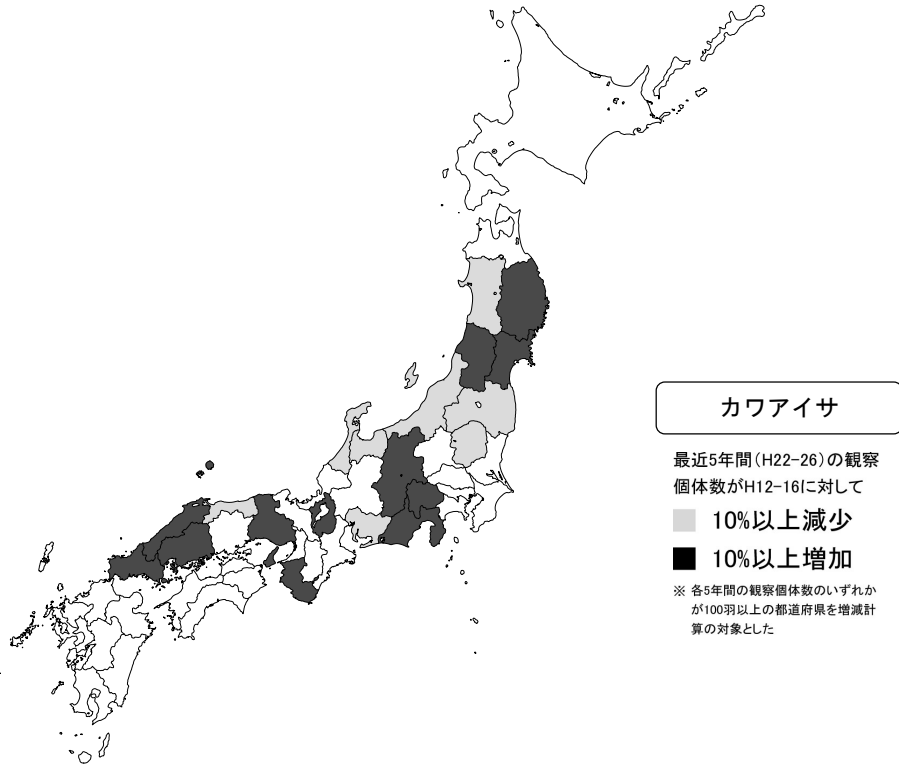 カワアイサ
最近5年間(H22-26)の観察
個体数がH12-16に対して
10%以上減少
10%以上増加
※ 各5年間の観察個体数のいずれか
が100羽以上の都道府県を増減計
算の対象とした